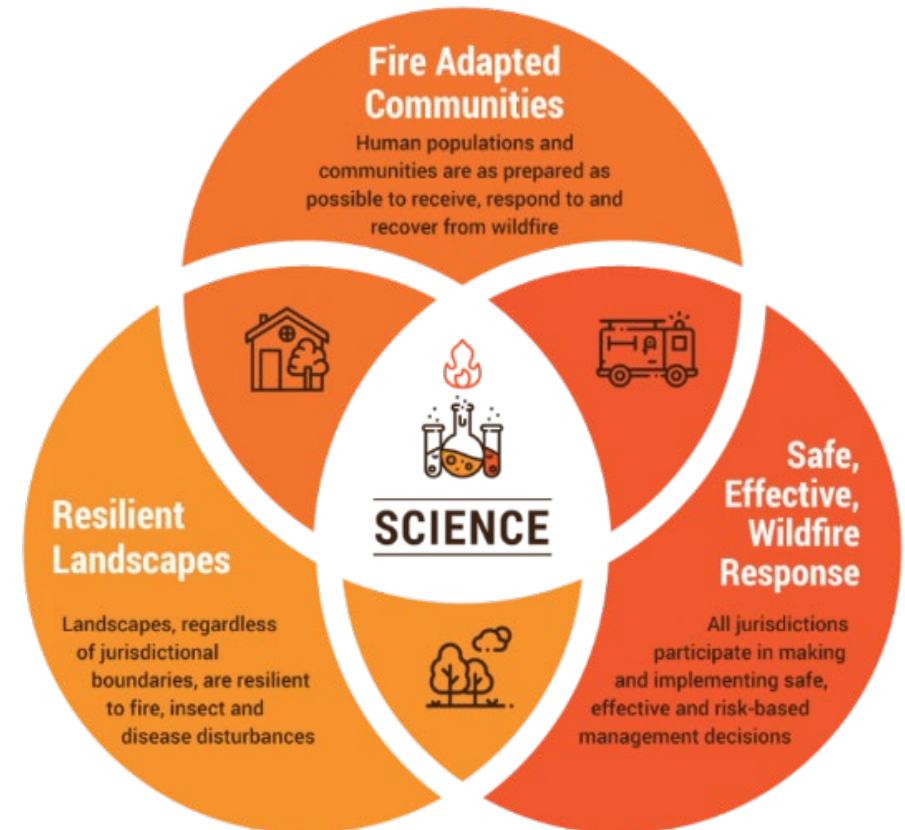 Fire Adapted
Communities
Human populations and
communities are as prepared as
possible to receive, respond to and
recover from wildfire
SCIENCE
Resilient
Landscapes
Landscapes, regardless
of jurisdictional
boundaries, are resilient
to fire, insect and
disease disturbances
Safe,
Effective,
Wildfire
Response
All jurisdictions
participate in making
and implementing safe,
effective and risk-based
management decisions